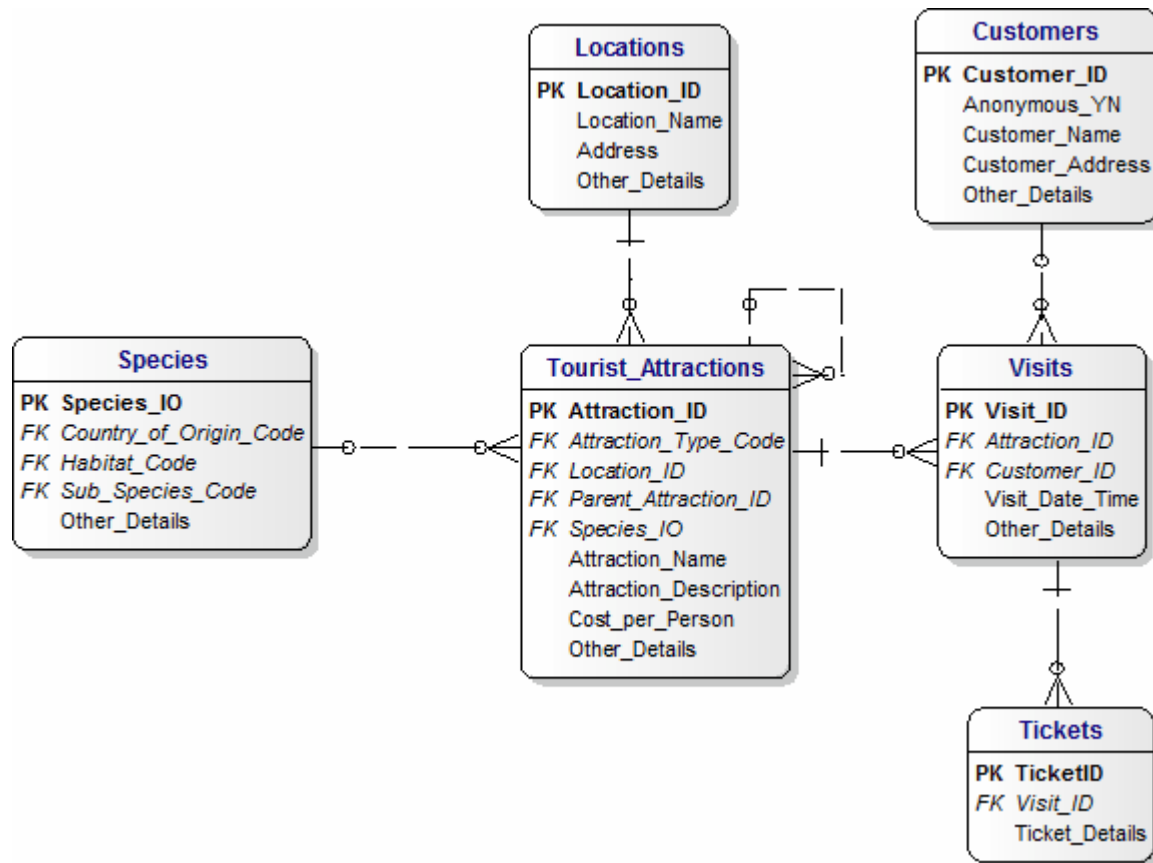 Locations
PK Location_ID
Location_Name
Address
Other_Details
Customers
PK Customer_ID
Anonymous_YN
Customer_Name
Customer_Address
Other_Details
Species
PK Species_IO
FK Country_of_Origin_Code
FK Habitat_Code
FK Sub_Species_Code
Other_Details
Tourist_Attractions
PK Attraction_ID
FK Attraction_Type_Code
FK Location_ID
FK Parent_Attraction_ID
FK Species_IO
Attraction_Name
Attraction_Description
Cost_per_Person
Other_Details
Visits
PK Visit_ID
FK Attraction_ID
FK Customer_ID
Visit_Date_Time
Other_Details
Tickets
PK TicketID
FK Visit_ID
Ticket_Details